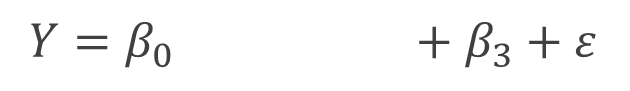 Y = β₀ + β₃ + ε